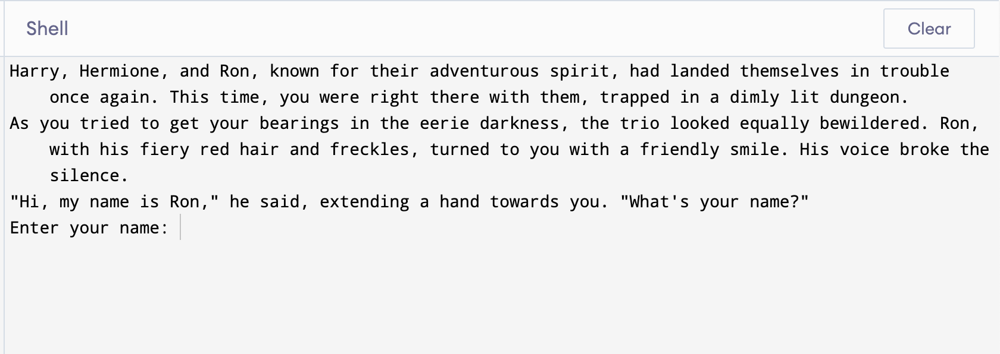 Shell
Clear
Harry, Hermione, and Ron, known for their adventurous spirit, had landed themselves in trouble
once again. This time, you were right there with them, trapped in a dimly lit dungeon.
As you tried to get your bearings in the eerie darkness, the trio looked equally bewildered. Ron,
with his fiery red hair and freckles, turned to you with a friendly smile. His voice broke the
silence.
"Hi, my name is Ron," he said, extending a hand towards you. "What's your name?"
Enter your name: